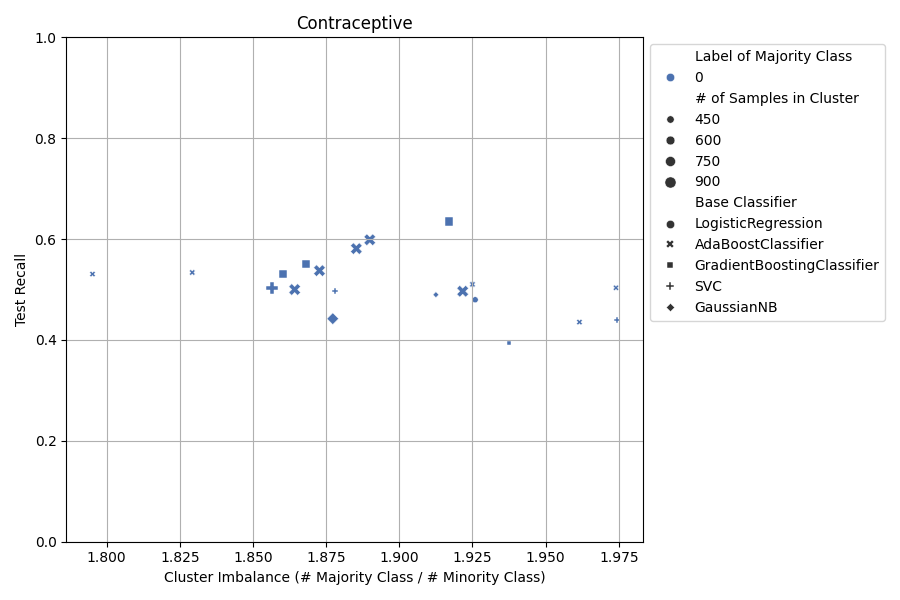 Contraceptive
1.0
0.8
0.6
0.4
0.2
0.0
Test Recall
1.800
1.825
1.850
1.875
1.900
1.925
1.950
1.975
Cluster Imbalance (# Majority Class / # Minority Class)
Label of Majority Class
0
# of Samples in Cluster
450
600
750
900
Base Classifier
LogisticRegression
AdaBoostClassifier
GradientBoostingClassifier
SVC
GaussianNB